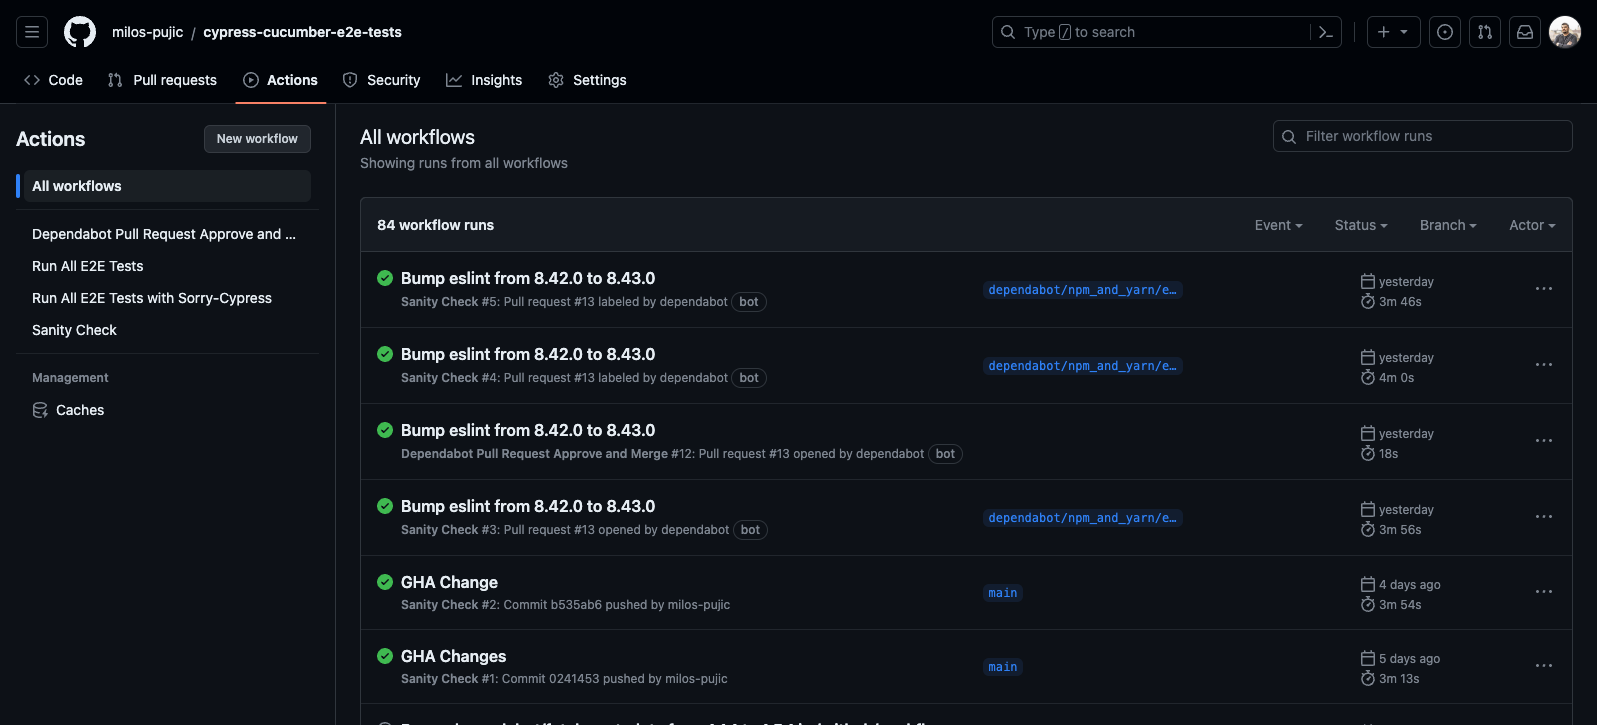 milos-pujic / cypress-cucumber-e2e-tests
Type / to search
Code
Pull requests
Actions
Security
Insights
Settings
Actions
New workflow
All workflows
Dependabot Pull Request Approve and ...
Run All E2E Tests
Run All E2E Tests with Sorry-Cypress
Sanity Check
Management
Caches
All workflows
Showing runs from all workflows
Filter workflow runs
84 workflow runs
Event
Status
Branch
Actor
Bump eslint from 8.42.0 to 8.43.0
Sanity Check #5: Pull request #13 labeled by dependabot bot
dependabot/npm_and_yarn/e…
yesterday
3m 46s
Bump eslint from 8.42.0 to 8.43.0
Sanity Check #4: Pull request #13 labeled by dependabot bot
dependabot/npm_and_yarn/e…
yesterday
4m 0s
Bump eslint from 8.42.0 to 8.43.0
Dependabot Pull Request Approve and Merge #12: Pull request #13 opened by dependabot bot
yesterday
18s
Bump eslint from 8.42.0 to 8.43.0
Sanity Check #3: Pull request #13 opened by dependabot bot
dependabot/npm_and_yarn/e…
yesterday
3m 56s
GHA Change
Sanity Check #2: Commit b535ab6 pushed by milos-pujic
main
4 days ago
3m 54s
GHA Changes
Sanity Check #1: Commit 0241453 pushed by milos-pujic
main
5 days ago
3m 13s